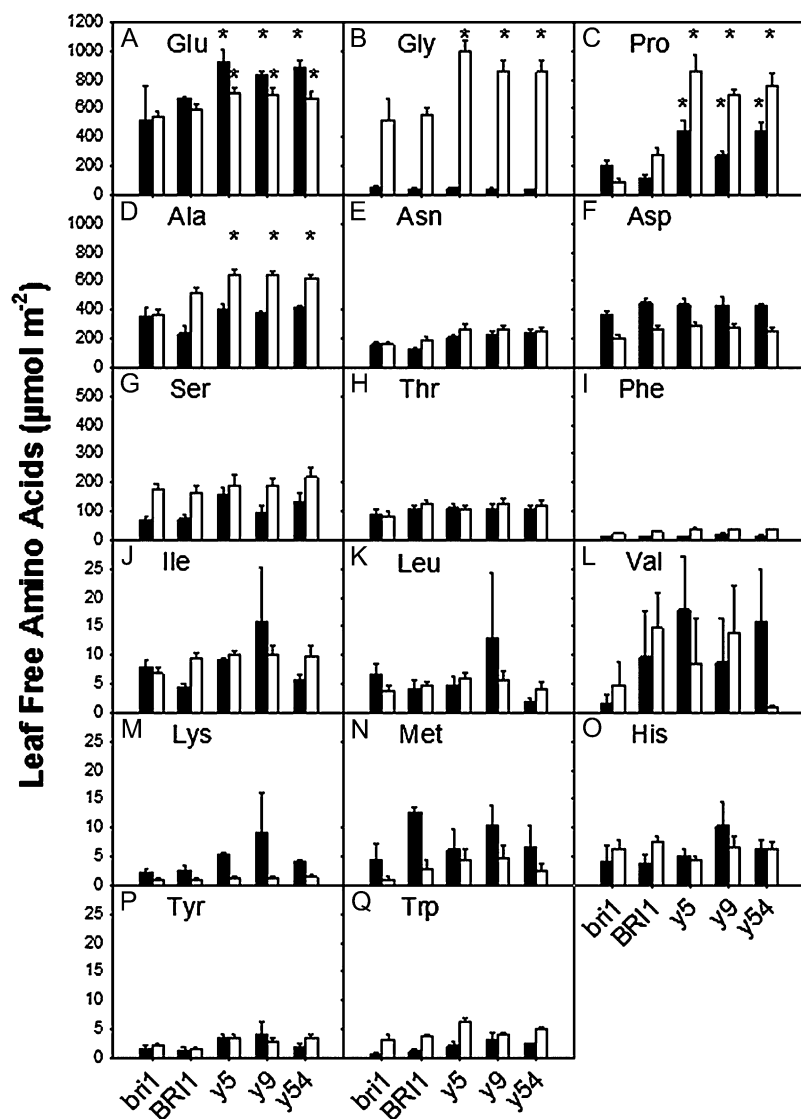 Leaf Free Amino Acids (µmol m⁻²)
1200
1000
800
600
400
200
0
A Glu
* * *
* * *
B Gly
* * *
C Pro
* * *
* * *
1000
800
600
400
200
0
D Ala
* * *
E Asn
F Asp
500
400
300
200
100
0
G Ser
H Thr
I Phe
25
20
15
10
5
0
J Ile
K Leu
L Val
25
20
15
10
5
0
M Lys
N Met
O His
bri1 BRI1 y5 y9 y54
25
20
15
10
5
0
P Tyr
Q Trp
bri1 BRI1 y5 y9 y54
bri1 BRI1 y5 y9 y54